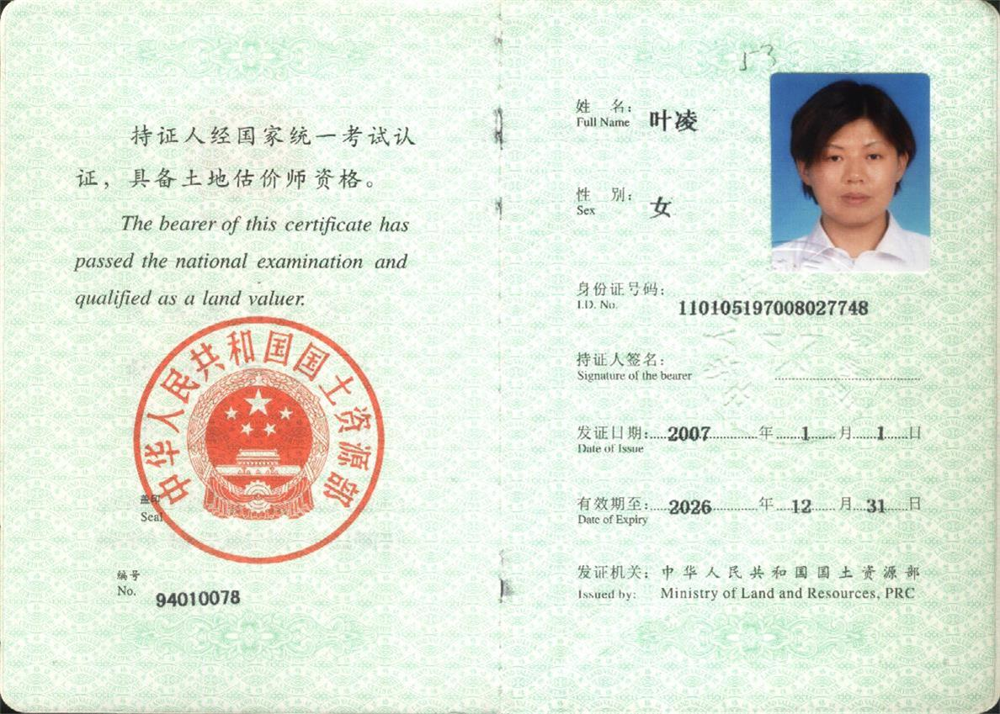 持证人经国家统一考试认
证，具备土地估价师资格。
The bearer of this certificate has
passed the national examination and
qualified as a land valuer.
中华人民共和国国土资源部
盖印
Seal
编号
No. 94010078
53
姓 名： 叶凌
Full Name
性 别： 女
Sex
身份证号码：
I.D. No. 110105197008027748
持证人签名：
Signature of the bearer
发证日期： 2007 年 1 月 1 日
Date of Issue
有效期至： 2026 年 12 月 31 日
Date of Expiry
发证机关：中华人民共和国国土资源部
Issued by: Ministry of Land and Resources, PRC